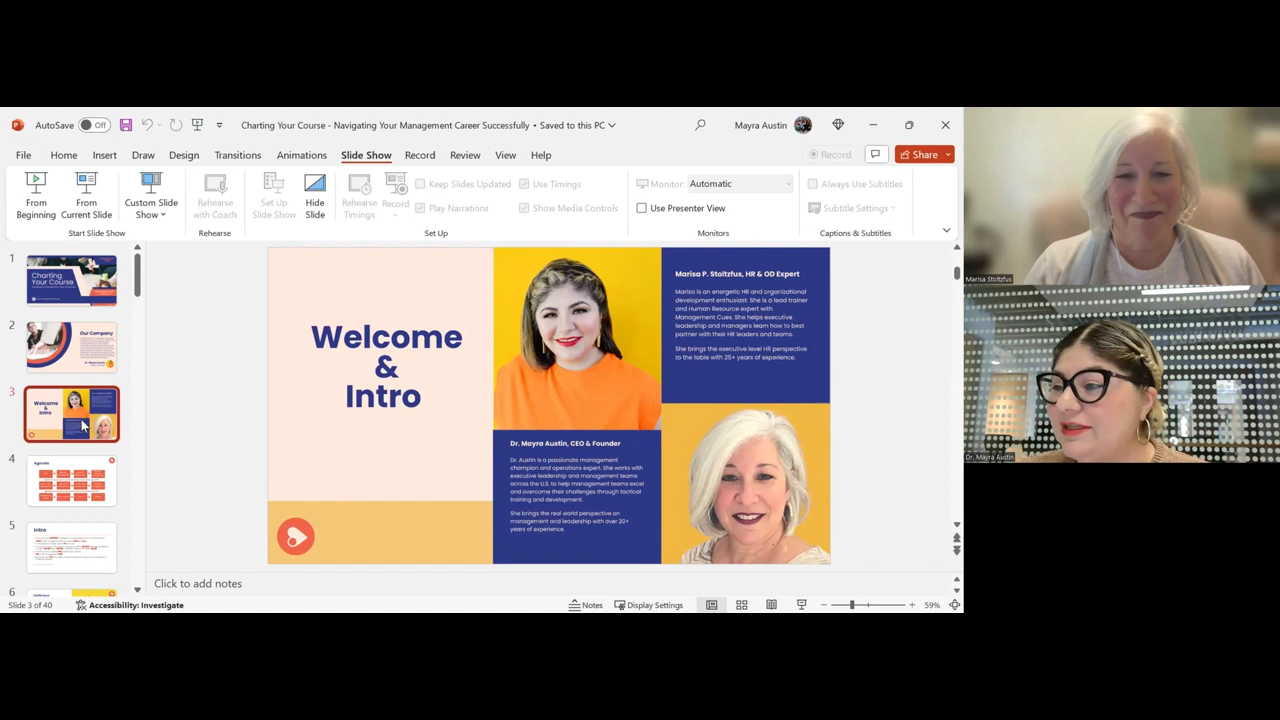 AutoSave Off
Charting Your Course - Navigating Your Management Career Successfully • Saved to this PC
Mayra Austin
File Home Insert Draw Design Transitions Animations Slide Show Record Review View Help
Record
Share
From Beginning
From Current Slide
Custom Slide Show
Start Slide Show
Rehearse with Coach
Rehearse
Set Up Slide Show
Hide Slide
Rehearse Timings
Record
Keep Slides Updated
Play Narrations
Use Timings
Show Media Controls
Set Up
Monitor: Automatic
Use Presenter View
Monitors
Always Use Subtitles
Subtitle Settings
Captions & Subtitles
1
Charting
Your Course
2
Our Company
3
Welcome
&
Intro
4
Agenda
5
Intro
6
Welcome
&
Intro
Marisa P. Stoltzfus, HR & OD Expert
Marisa is an energetic HR and organizational
development enthusiast. She is a lead trainer
and Human Resource expert with
Management Cues. She helps executive
leadership and managers learn how to best
partner with their HR leaders and teams.
She brings the executive level HR perspective
to the table with 25+ years of experience.
Dr. Mayra Austin, CEO & Founder
Dr. Austin is a passionate management
champion and operations expert. She works with
executive leadership and management teams
across the U.S. to help management teams excel
and overcome their challenges through tactical
training and development.
She brings the real world perspective on
management and leadership with over 20+
years of experience.
Marisa Stoltzfus
Dr. Mayra Austin
Click to add notes
Slide 3 of 40
Accessibility: Investigate
Notes
Display Settings
59%